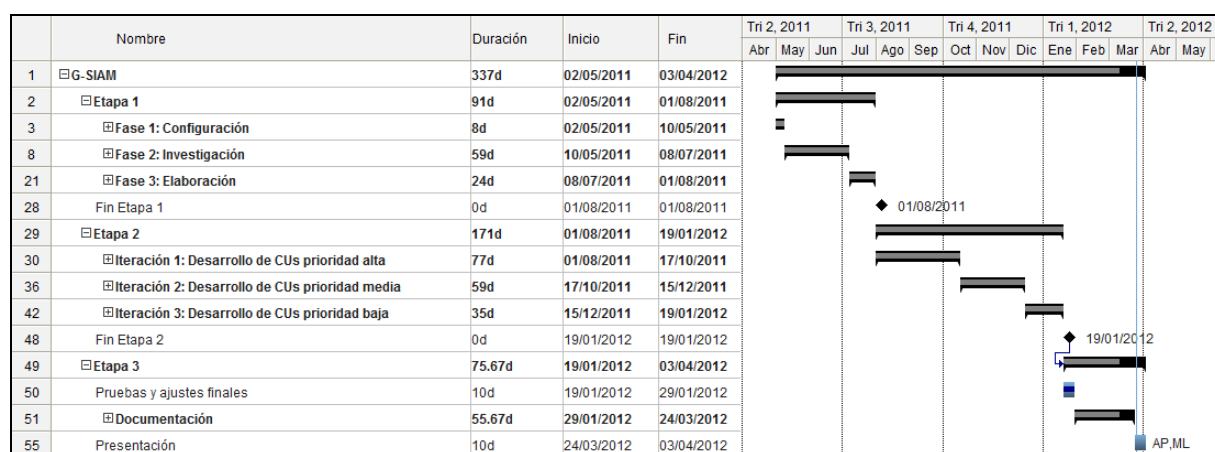 Nombre Duración Inicio Fin Tri 2, 2011 Tri 3, 2011 Tri 4, 2011 Tri 1, 2012 Tri 2, 2012
Abr May Jun Jul Ago Sep Oct Nov Dic Ene Feb Mar Abr May
1 G-SIAM 337d 02/05/2011 03/04/2012
2 Etapa 1 91d 02/05/2011 01/08/2011
3 Fase 1: Configuración 8d 02/05/2011 10/05/2011
8 Fase 2: Investigación 59d 10/05/2011 08/07/2011
21 Fase 3: Elaboración 24d 08/07/2011 01/08/2011
28 Fin Etapa 1 0d 01/08/2011 01/08/2011 01/08/2011
29 Etapa 2 171d 01/08/2011 19/01/2012
30 Iteración 1: Desarrollo de CUs prioridad alta 77d 01/08/2011 17/10/2011
36 Iteración 2: Desarrollo de CUs prioridad media 59d 17/10/2011 15/12/2011
42 Iteración 3: Desarrollo de CUs prioridad baja 35d 15/12/2011 19/01/2012
48 Fin Etapa 2 0d 19/01/2012 19/01/2012 19/01/2012
49 Etapa 3 75.67d 19/01/2012 03/04/2012
50 Pruebas y ajustes finales 10d 19/01/2012 29/01/2012
51 Documentación 55.67d 29/01/2012 24/03/2012
55 Presentación 10d 24/03/2012 03/04/2012 AP,ML